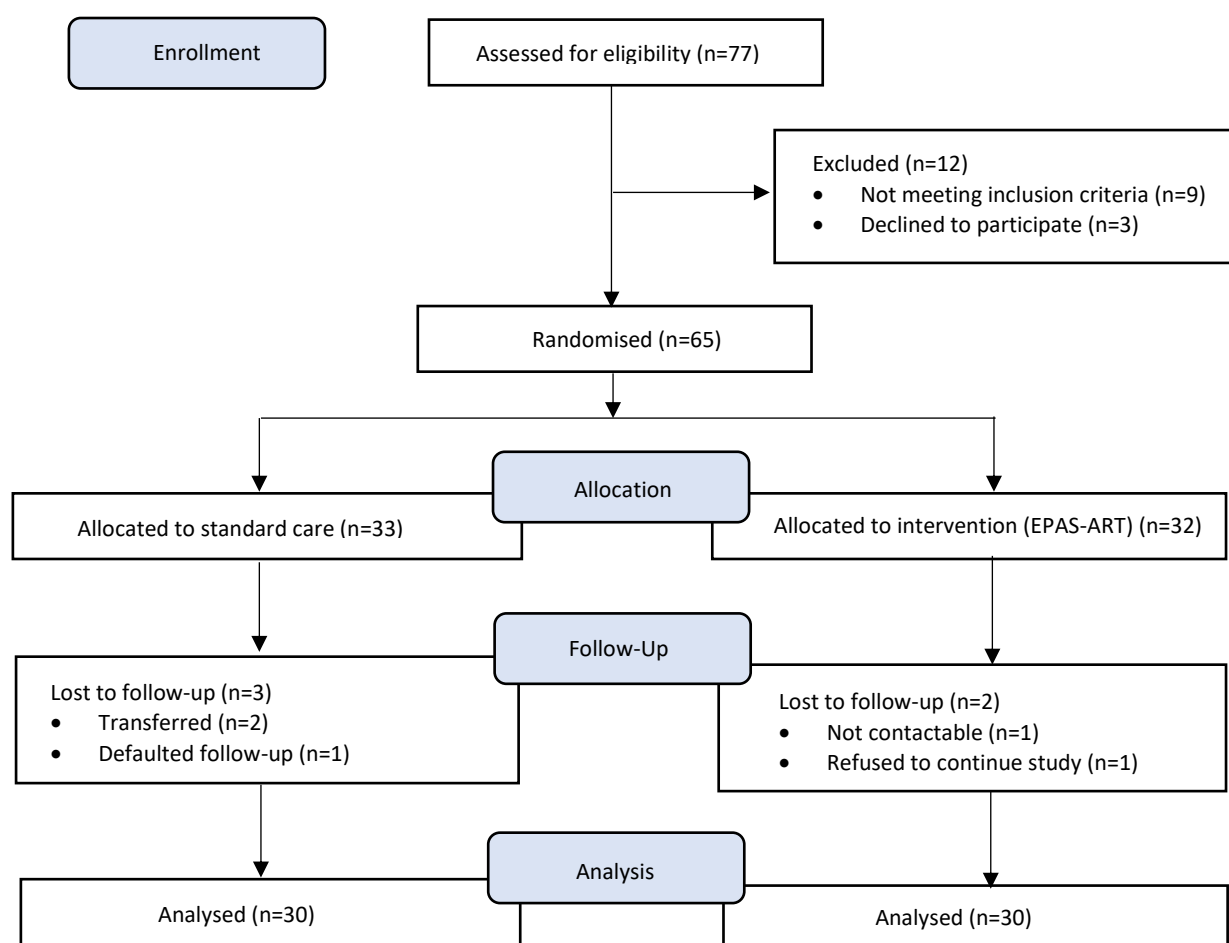 Enrollment
Assessed for eligibility (n=77)
Excluded (n=12)
• Not meeting inclusion criteria (n=9)
• Declined to participate (n=3)
Randomised (n=65)
Allocation
Allocated to standard care (n=33)
Allocated to intervention (EPAS-ART) (n=32)
Follow-Up
Lost to follow-up (n=3)
• Transferred (n=2)
• Defaulted follow-up (n=1)
Lost to follow-up (n=2)
• Not contactable (n=1)
• Refused to continue study (n=1)
Analysis
Analysed (n=30)
Analysed (n=30)